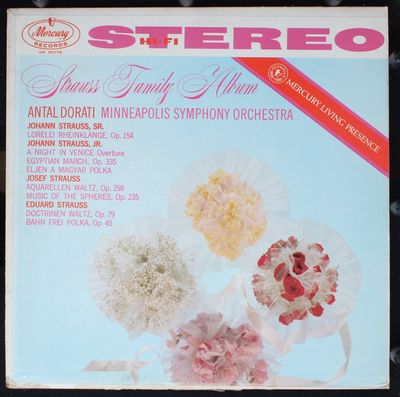 Mercury
RECORDS
SR 90178
STEREO
HI-FI
Strauss Family Album
MERCURY LIVING PRESENCE
ANTAL DORATI MINNEAPOLIS SYMPHONY ORCHESTRA
JOHANN STRAUSS, SR.
LORELEI RHEINKLANGE, Op. 154
JOHANN STRAUSS, JR.
A NIGHT IN VENICE Overture
EGYPTIAN MARCH, Op. 335
ELJEN A MAGYAR POLKA
JOSEF STRAUSS
AQUARELLEN WALTZ, Op. 258
MUSIC OF THE SPHERES, Op. 235
EDUARD STRAUSS
DOCTRINEN WALTZ, Op. 79
BAHN FREI POLKA, Op. 45